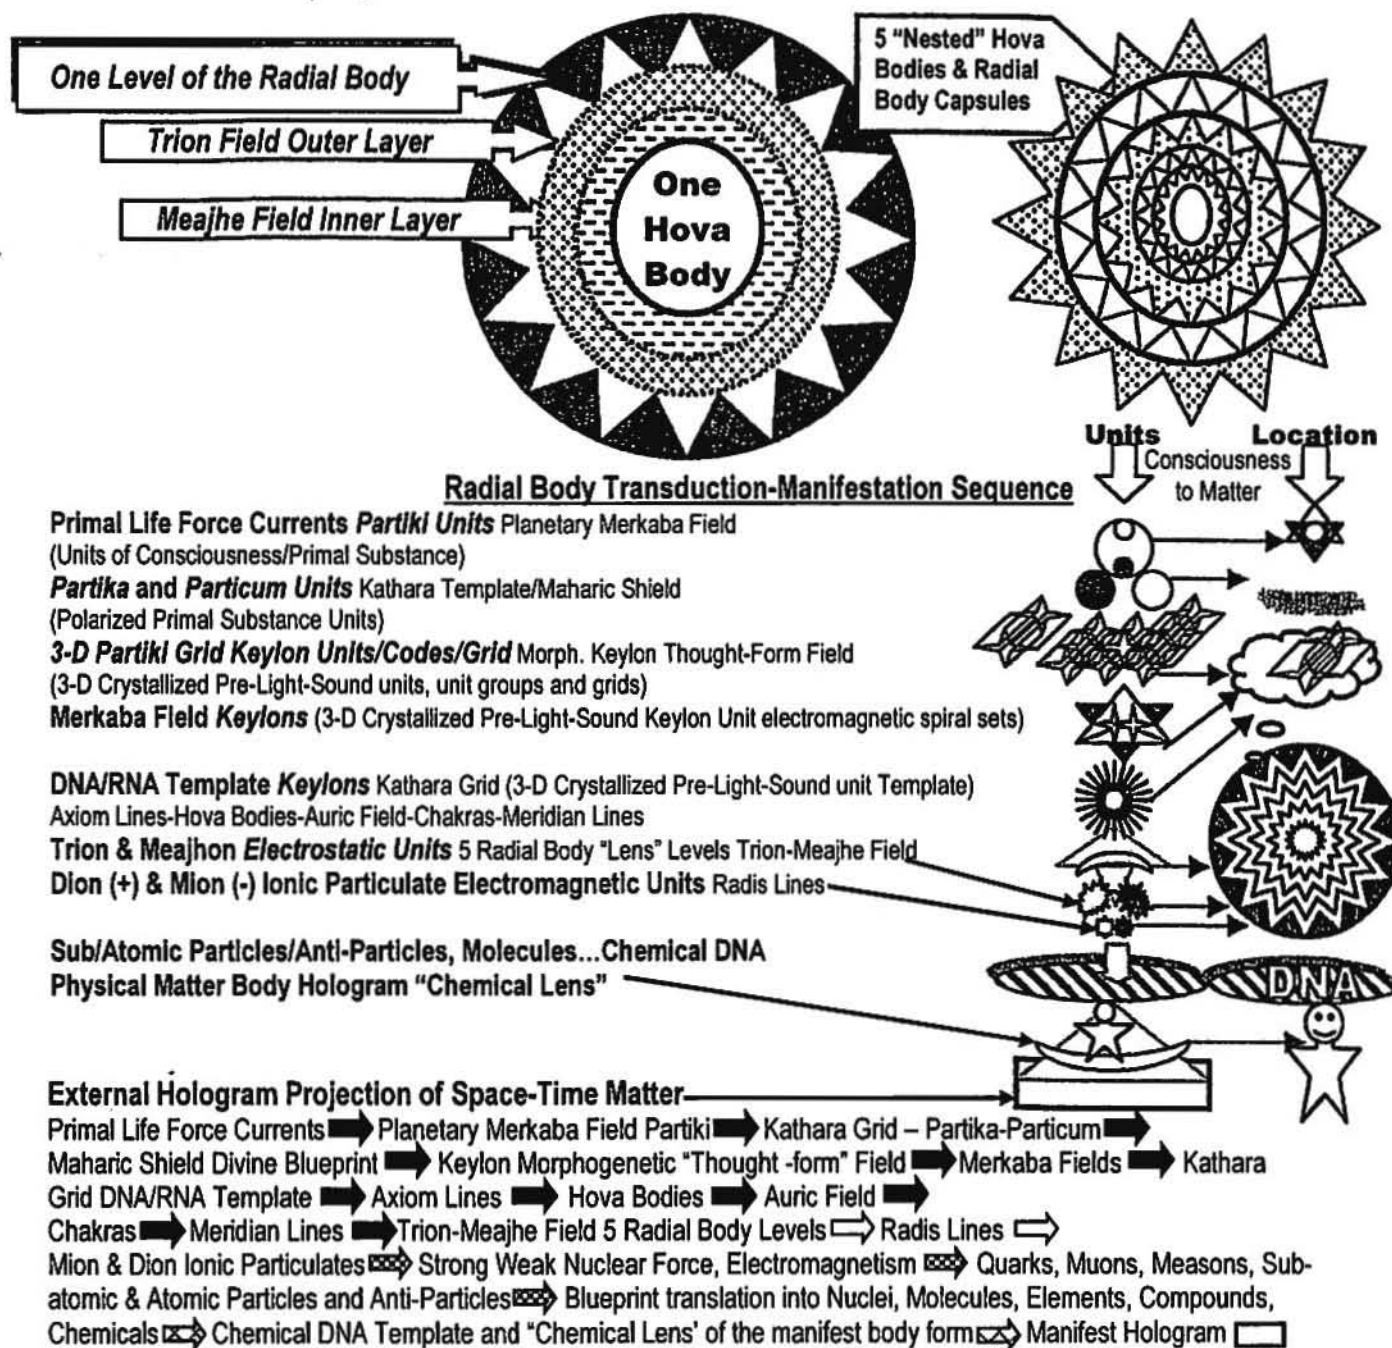 One Level of the Radial Body
Trion Field Outer Layer
Meajhe Field Inner Layer
One
Hova
Body
5 "Nested" Hova
Bodies & Radial
Body Capsules
Units Location
Consciousness
to Matter
Radial Body Transduction-Manifestation Sequence
Primal Life Force Currents Partiki Units Planetary Merkaba Field
(Units of Consciousness/Primal Substance)
Partika and Particum Units Kathara Template/Maharic Shield
(Polarized Primal Substance Units)
3-D Partiki Grid Keylon Units/Codes/Grid Morph. Keylon Thought-Form Field
(3-D Crystallized Pre-Light-Sound units, unit groups and grids)
Merkaba Field Keylons (3-D Crystallized Pre-Light-Sound Keylon Unit electromagnetic spiral sets)
DNA/RNA Template Keylons Kathara Grid (3-D Crystallized Pre-Light-Sound unit Template)
Axiom Lines-Hova Bodies-Auric Field-Chakras-Meridian Lines
Trion & Meajhon Electrostatic Units 5 Radial Body "Lens" Levels Trion-Meajhe Field
Dion (+) & Mion (-) Ionic Particulate Electromagnetic Units Radis Lines
Sub/Atomic Particles/Anti-Particles, Molecules...Chemical DNA
DNA
Physical Matter Body Hologram "Chemical Lens"
External Hologram Projection of Space-Time Matter
Primal Life Force Currents Planetary Merkaba Field Partiki Kathara Grid – Partika-Particum
Maharic Shield Divine Blueprint Keylon Morphogenetic "Thought -form" Field Merkaba Fields Kathara
Grid DNA/RNA Template Axiom Lines Hova Bodies Auric Field
Chakras Meridian Lines Trion-Meajhe Field 5 Radial Body Levels Radis Lines
Mion & Dion Ionic Particulates Strong Weak Nuclear Force, Electromagnetism Quarks, Muons, Measons, Sub-
atomic & Atomic Particles and Anti-Particles Blueprint translation into Nuclei, Molecules, Elements, Compounds,
Chemicals Chemical DNA Template and "Chemical Lens' of the manifest body form Manifest Hologram